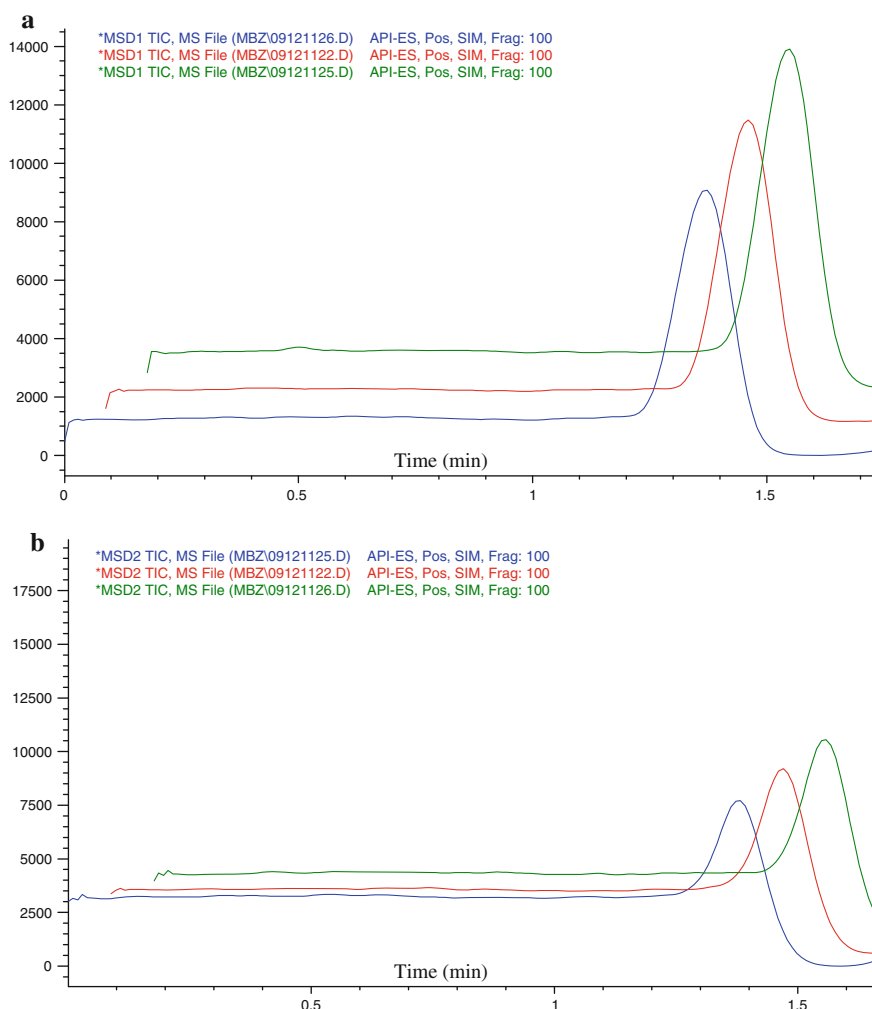 a
*MSD1 TIC, MS File (MBZ\09121126.D) API-ES, Pos, SIM, Frag: 100
*MSD1 TIC, MS File (MBZ\09121122.D) API-ES, Pos, SIM, Frag: 100
*MSD1 TIC, MS File (MBZ\09121125.D) API-ES, Pos, SIM, Frag: 100
14000
12000
10000
8000
6000
4000
2000
0
Time (min)
0 0.5 1 1.5
b
*MSD2 TIC, MS File (MBZ\09121125.D) API-ES, Pos, SIM, Frag: 100
*MSD2 TIC, MS File (MBZ\09121122.D) API-ES, Pos, SIM, Frag: 100
*MSD2 TIC, MS File (MBZ\09121126.D) API-ES, Pos, SIM, Frag: 100
17500
15000
12500
10000
7500
5000
2500
0
Time (min)
0.5 1 1.5